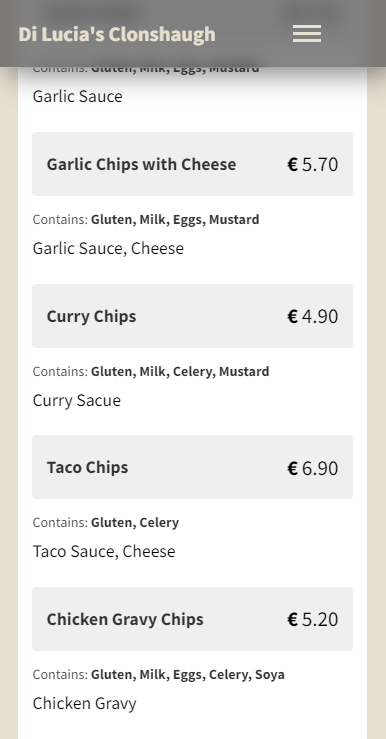 Di Lucia's Clonshaugh
Contains: Gluten, Milk, Eggs, Mustard
Garlic Sauce
Garlic Chips with Cheese € 5.70
Contains: Gluten, Milk, Eggs, Mustard
Garlic Sauce, Cheese
Curry Chips € 4.90
Contains: Gluten, Milk, Celery, Mustard
Curry Sacue
Taco Chips € 6.90
Contains: Gluten, Celery
Taco Sauce, Cheese
Chicken Gravy Chips € 5.20
Contains: Gluten, Milk, Eggs, Celery, Soya
Chicken Gravy